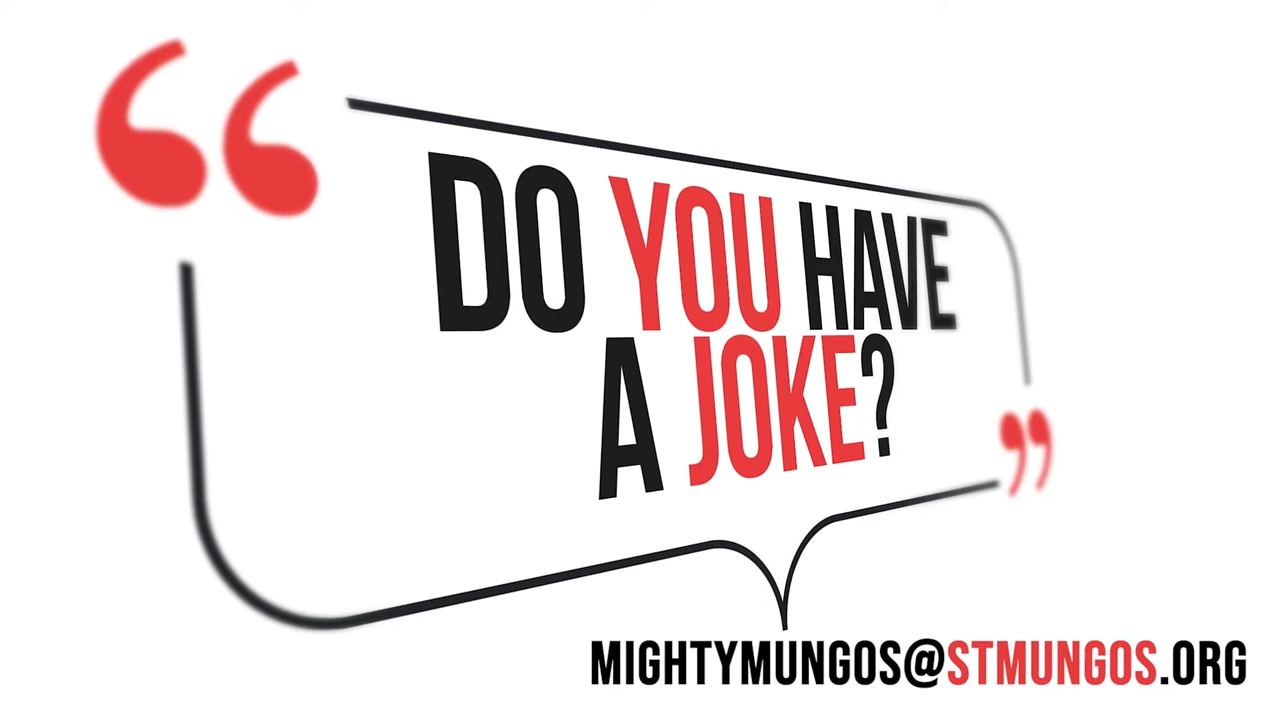 “
DO YOU HAVE
A JOKE?
”
MIGHTYMUNGOS@STMUNGOS.ORG